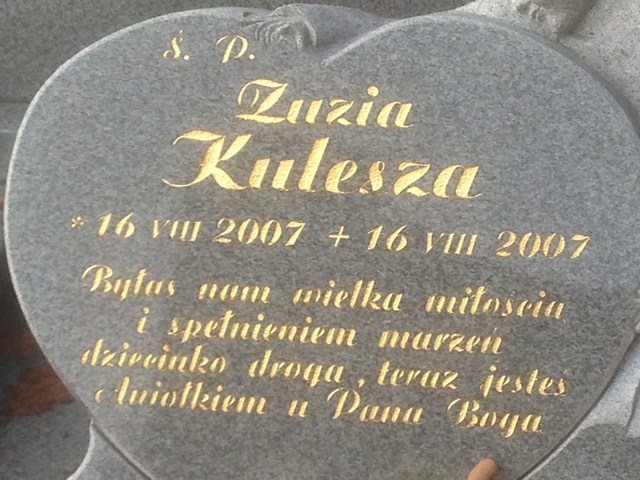 Ś. P.
Zuzia
Kulesza
* 16 VIII 2007 + 16 VIII 2007
Byłaś nam wielką miłością
i spełnieniem marzeń
dziecinko droga, teraz jesteś
Aniołkiem u Pana Boga